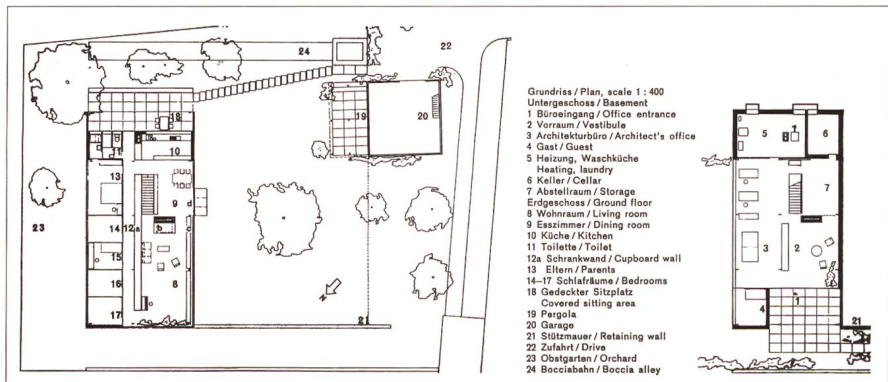 24
22
18
19
20
10
13
9 d
23
14 12 a b c
15
16
8
17
N
21
Grundriss / Plan, scale 1 : 400
Untergeschoss / Basement
1 Büroeingang / Office entrance
2 Vorraum / Vestibule
3 Architekturbüro / Architect's office
4 Gast / Guest
5 Heizung, Waschküche
Heating, laundry
6 Keller / Cellar
7 Abstellraum / Storage
Erdgeschoss / Ground floor
8 Wohnraum / Living room
9 Esszimmer / Dining room
10 Küche / Kitchen
11 Toilette / Toilet
12a Schrankwand / Cupboard wall
13 Eltern / Parents
14–17 Schlafräume / Bedrooms
18 Gedeckter Sitzplatz
Covered sitting area
19 Pergola
20 Garage
21 Stützmauer / Retaining wall
22 Zufahrt / Drive
23 Obstgarten / Orchard
24 Bocciabahn / Boccia alley
5
6
7
3
2
4
1
21